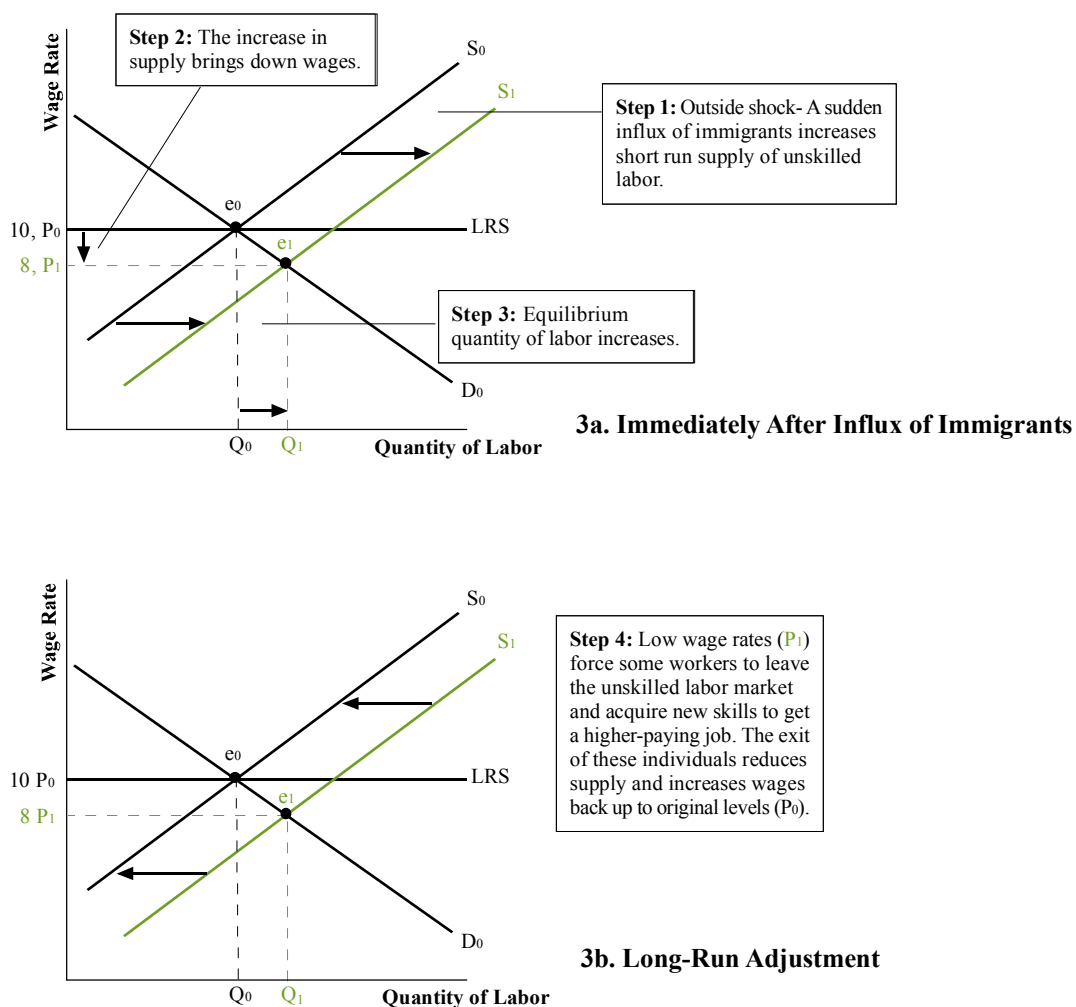 Wage Rate
Step 2: The increase in
supply brings down wages.
S₀
S₁
Step 1: Outside shock- A sudden
influx of immigrants increases
short run supply of unskilled
labor.
e₀
10, P₀
LRS
e₁
8, P₁
Step 3: Equilibrium
quantity of labor increases.
D₀
3a. Immediately After Influx of Immigrants
Q₀
Q₁
Quantity of Labor
Wage Rate
S₀
S₁
Step 4: Low wage rates (P₁)
force some workers to leave
the unskilled labor market
and acquire new skills to get
a higher-paying job. The exit
of these individuals reduces
supply and increases wages
back up to original levels (P₀).
e₀
10 P₀
LRS
e₁
8 P₁
D₀
3b. Long-Run Adjustment
Q₀
Q₁
Quantity of Labor